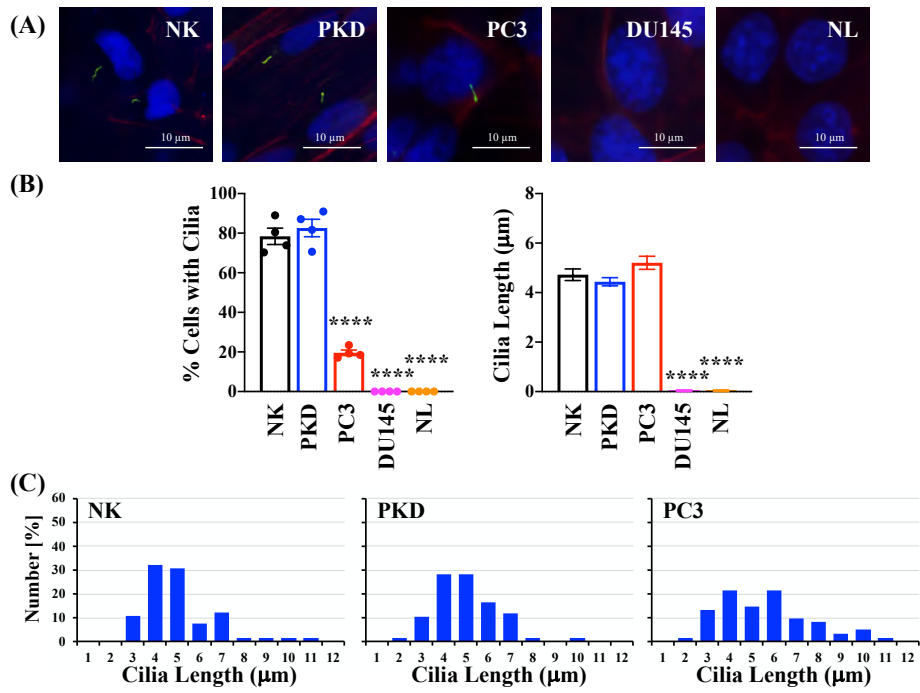 (A)
NK
PKD
PC3
DU145
NL
10 μm
10 μm
10 μm
10 μm
10 μm
(B)
% Cells with Cilia
100
80
60
40
20
0
****
****
****
NK
PKD
PC3
DU145
NL
Cilia Length (μm)
8
6
4
2
0
****
****
NK
PKD
PC3
DU145
NL
(C)
Number [%]
60
50
40
30
20
10
0
NK
1 2 3 4 5 6 7 8 9 10 11 12
Cilia Length (μm)
PKD
1 2 3 4 5 6 7 8 9 10 11 12
Cilia Length (μm)
PC3
1 2 3 4 5 6 7 8 9 10 11 12
Cilia Length (μm)